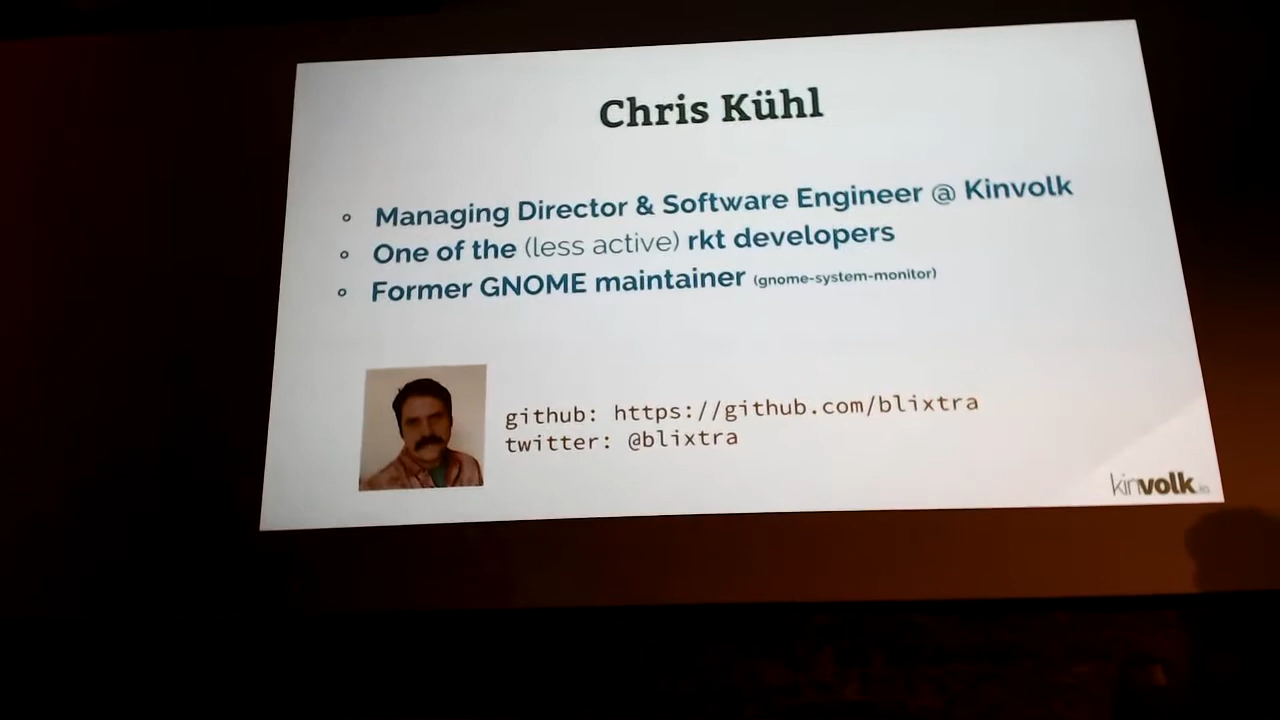 Chris Kühl
Managing Director & Software Engineer @ Kinvolk
One of the (less active) rkt developers
Former GNOME maintainer (gnome-system-monitor)
github: https://github.com/blixtra
twitter: @blixtra
kinvolk.io